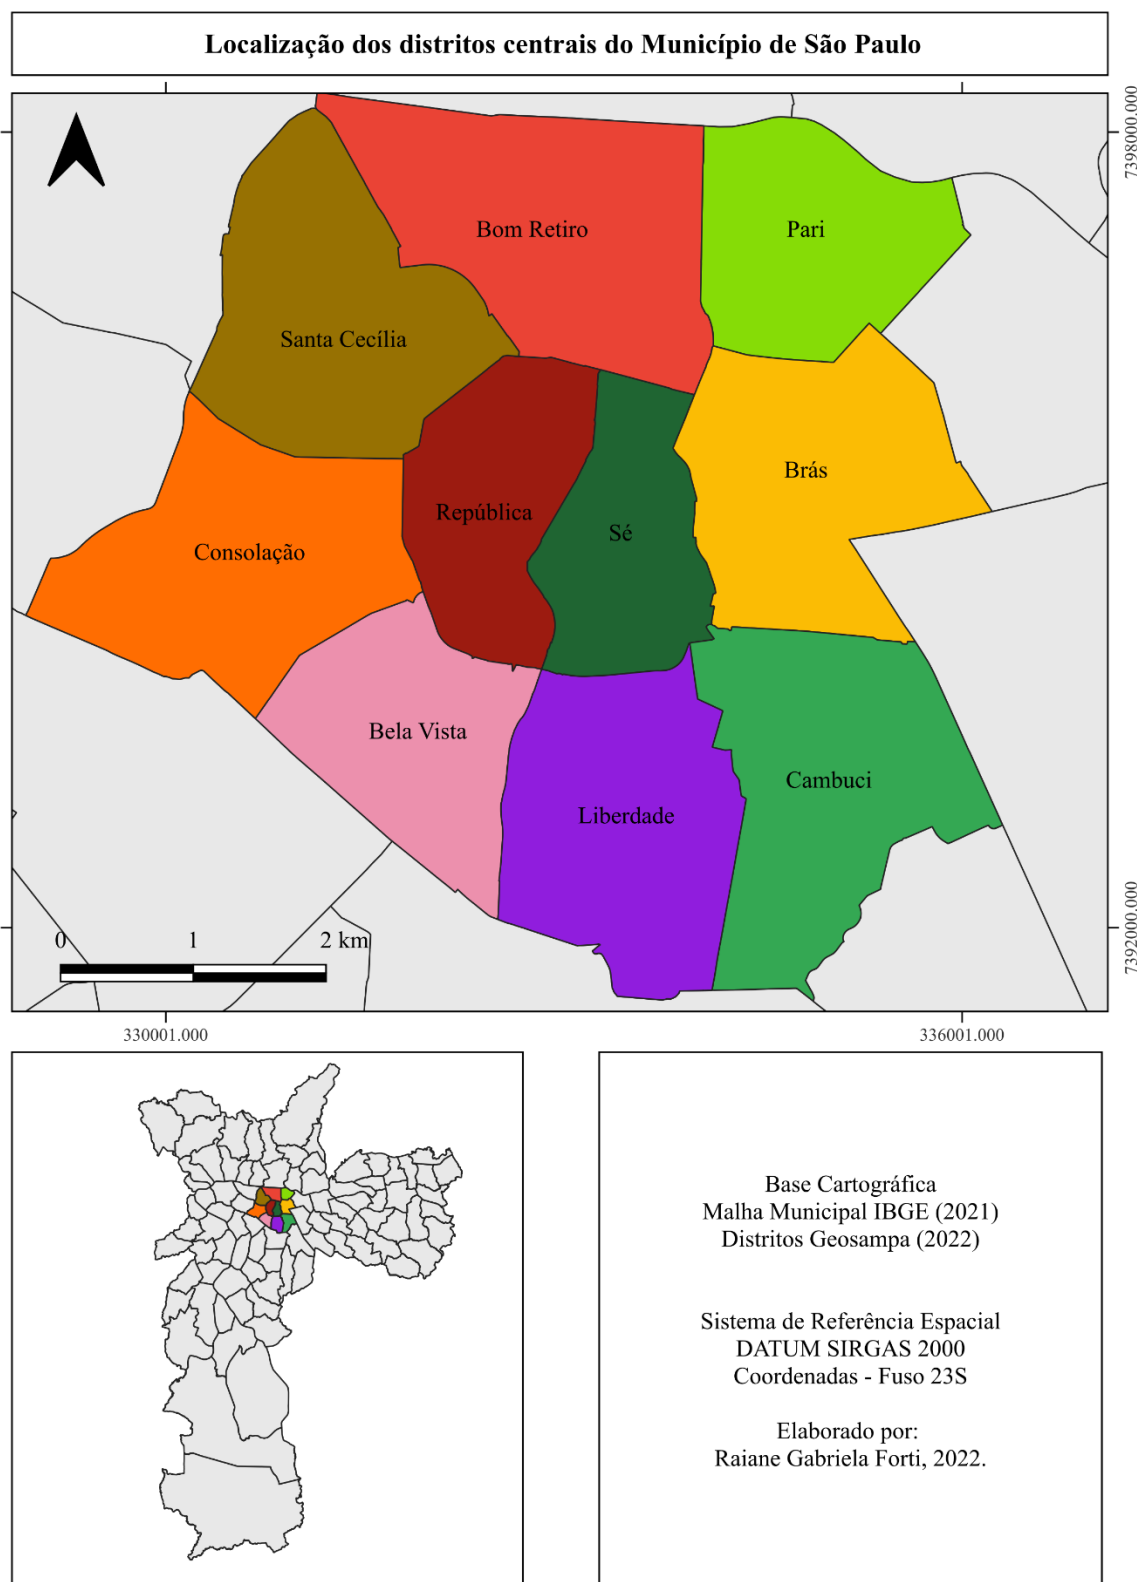 Localização dos distritos centrais do Município de São Paulo
7398000.000
Bom Retiro
Pari
Santa Cecília
Brás
República
Sé
Consolação
Bela Vista
Cambuci
Liberdade
7392000.000
0 1 2 km
330001.000 336001.000
Base Cartográfica
Malha Municipal IBGE (2021)
Distritos Geosampa (2022)
Sistema de Referência Espacial
DATUM SIRGAS 2000
Coordenadas - Fuso 23S
Elaborado por:
Raiane Gabriela Forti, 2022.